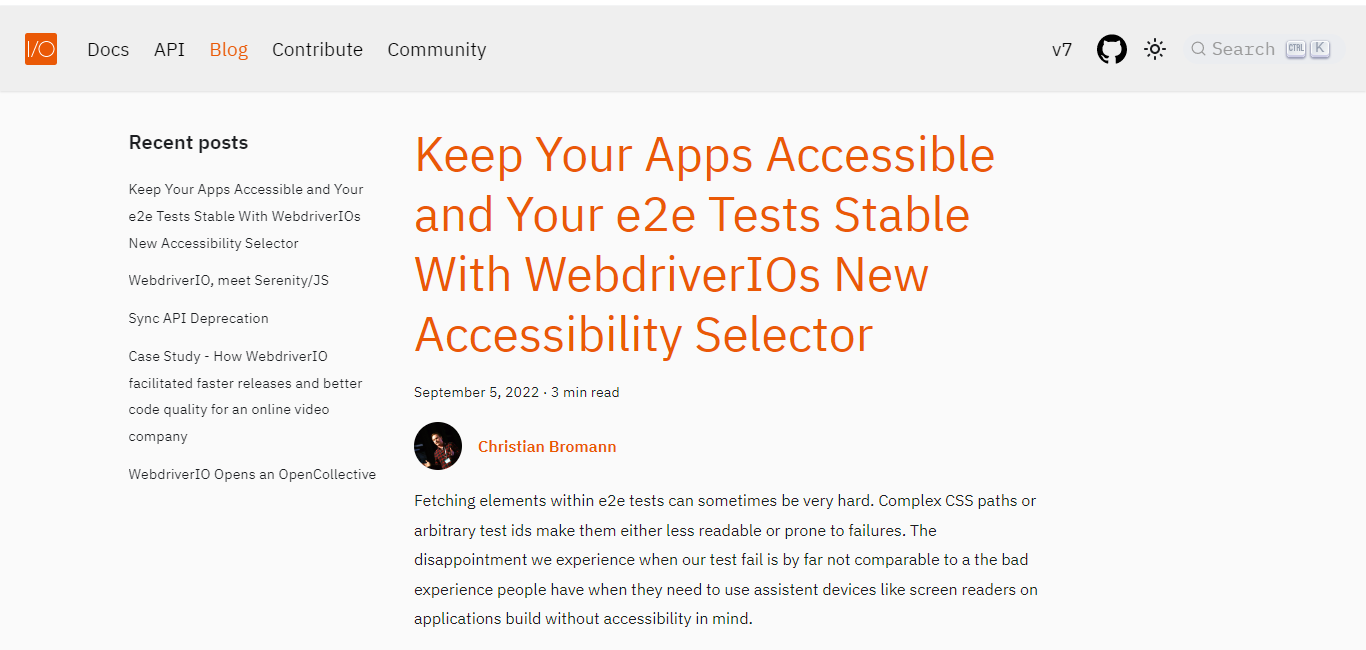 I/O Docs API Blog Contribute Community v7 Search CTRL K
Recent posts
Keep Your Apps Accessible and Your
e2e Tests Stable With WebdriverIOs
New Accessibility Selector
WebdriverIO, meet Serenity/JS
Sync API Deprecation
Case Study - How WebdriverIO
facilitated faster releases and better
code quality for an online video
company
WebdriverIO Opens an OpenCollective
Keep Your Apps Accessible
and Your e2e Tests Stable
With WebdriverIOs New
Accessibility Selector
September 5, 2022 · 3 min read
Christian Bromann
Fetching elements within e2e tests can sometimes be very hard. Complex CSS paths or
arbitrary test ids make them either less readable or prone to failures. The
disappointment we experience when our test fail is by far not comparable to a the bad
experience people have when they need to use assistent devices like screen readers on
applications build without accessibility in mind.